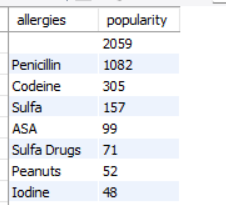 allergies popularity
2059
Penicillin 1082
Codeine 305
Sulfa 157
ASA 99
Sulfa Drugs 71
Peanuts 52
Iodine 48